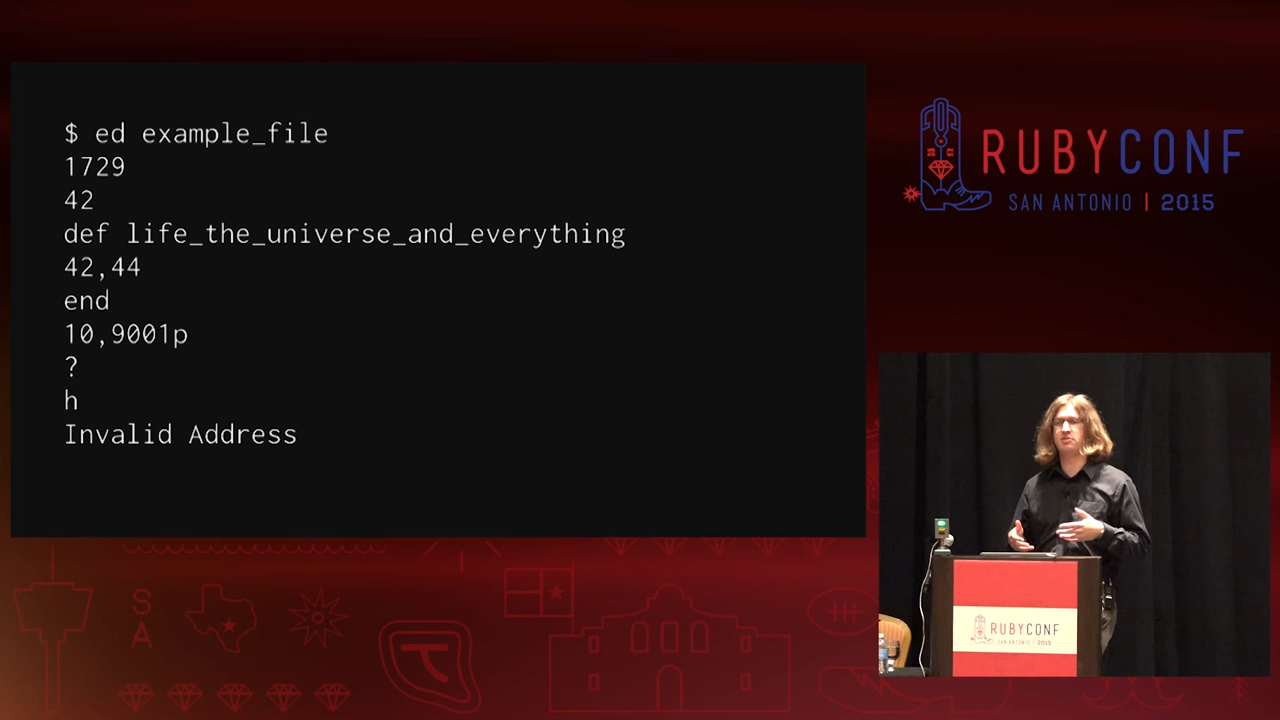 $ ed example_file
1729
42
def life_the_universe_and_everything
42,44
end
10,9001p
?
h
Invalid Address
RUBYCONF
SAN ANTONIO | 2015
S
A
RUBYCONF
SAN ANTONIO | 2015